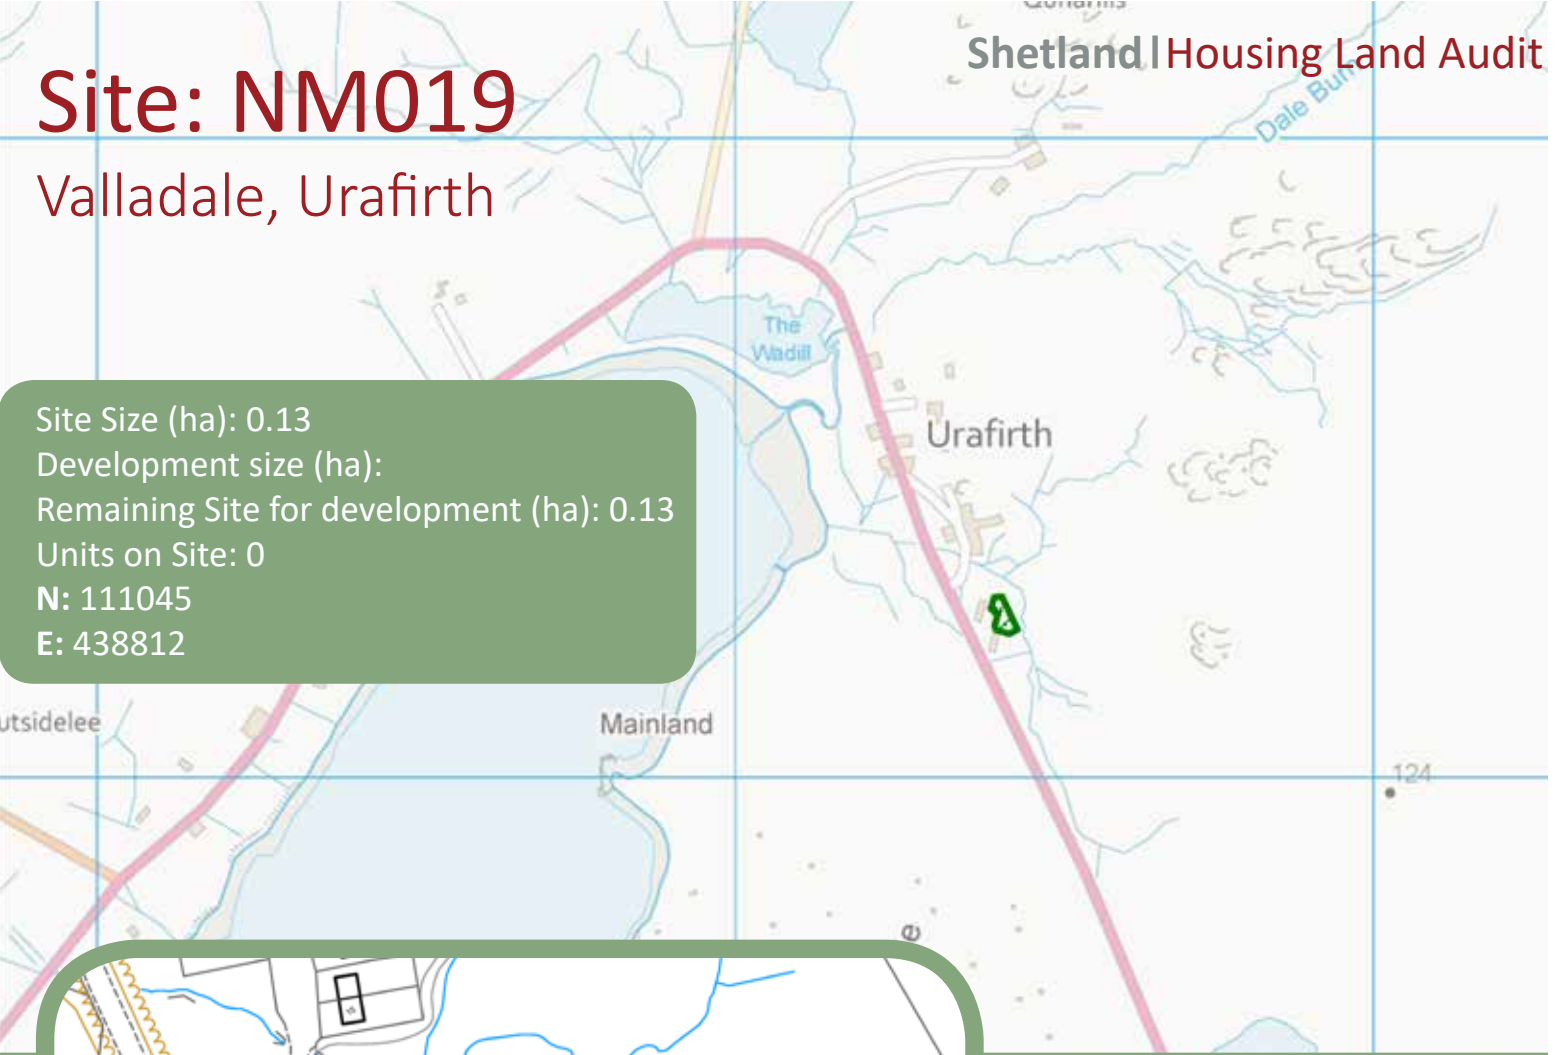 Shetland|Housing Land Audit
Site: NM019
Valladale, Urafirth
Dale Burn
The
Wadill
Site Size (ha): 0.13
Development size (ha):
Remaining Site for development (ha): 0.13
Units on Site: 0
N: 111045
E: 438812
Urafirth
utsidelee
Mainland
124
e